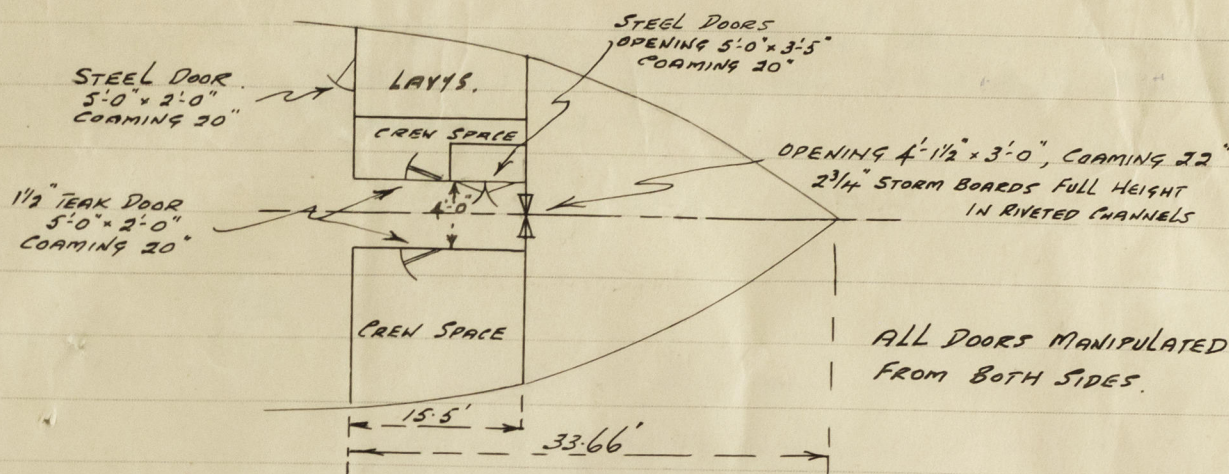 STEEL DOORS
OPENING 5'-0" × 3'-5"
COAMING 20"
STEEL DOOR.
5'-0" × 2'-0"
COAMING 20"
LAVYS.
CREW SPACE
OPENING 4'-1½" × 3'-0", COAMING 22"
2¾" STORM BOARDS FULL HEIGHT
IN RIVETED CHANNELS
1½" TEAK DOOR
5'-0" × 2'-0"
COAMING 20"
4'-0"
CREW SPACE
ALL DOORS MANIPULATED
FROM BOTH SIDES.
15.5'
33.66'